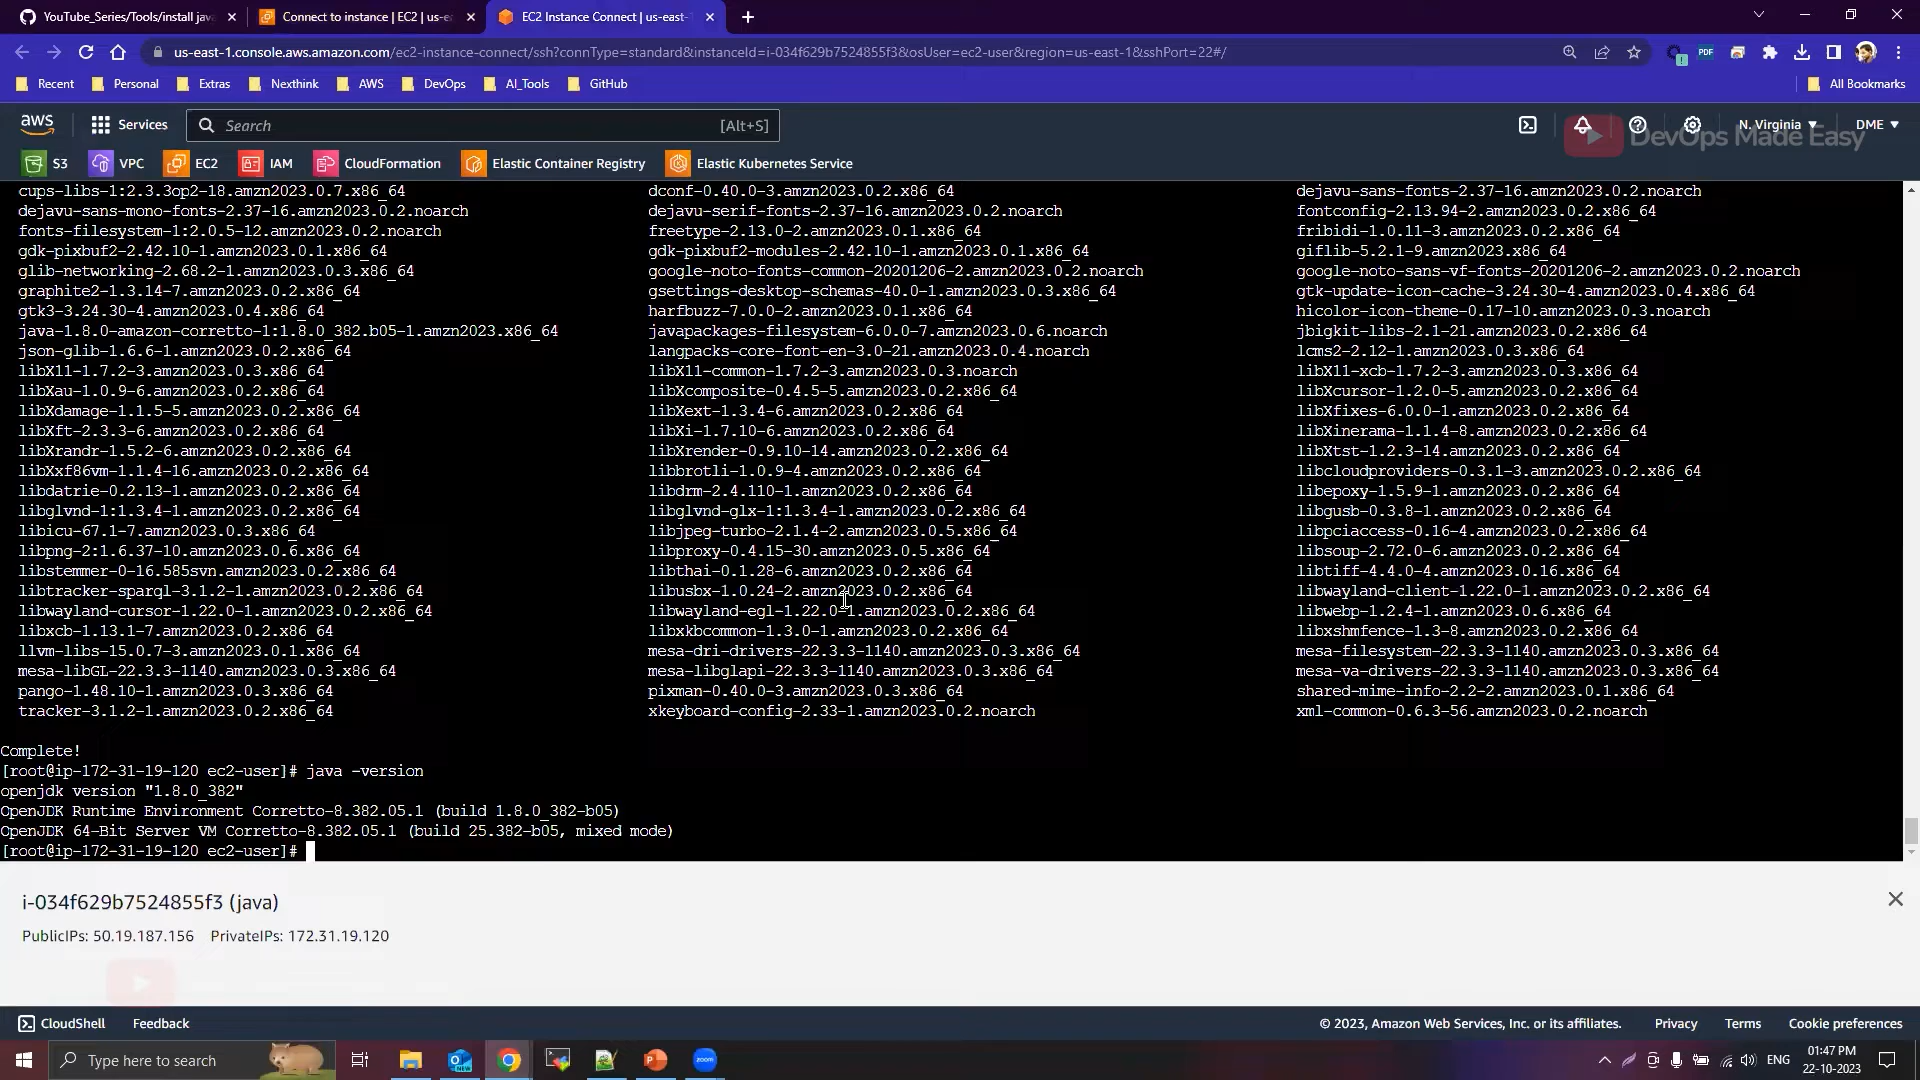 YouTube_Series/Tools/install jav
Connect to instance | EC2 | us-e
EC2 Instance Connect | us-east-
us-east-1.console.aws.amazon.com/ec2-instance-connect/ssh?connType=standard&instanceId=i-034f629b7524855f3&osUser=ec2-user&region=us-east-1&sshPort=22#/
PDF
Recent Personal Extras Nexthink AWS DevOps AI_Tools GitHub All Bookmarks
aws Services Search [Alt+S] N. Virginia DME
DevOps Made Easy
S3 VPC EC2 IAM CloudFormation Elastic Container Registry Elastic Kubernetes Service
cups-libs-1:2.3.3op2-18.amzn2023.0.7.x86_64 dconf-0.40.0-3.amzn2023.0.2.x86_64 dejavu-sans-fonts-2.37-16.amzn2023.0.2.noarch
dejavu-sans-mono-fonts-2.37-16.amzn2023.0.2.noarch dejavu-serif-fonts-2.37-16.amzn2023.0.2.noarch fontconfig-2.13.94-2.amzn2023.0.2.x86_64
fonts-filesystem-1:2.0.5-12.amzn2023.0.2.noarch freetype-2.13.0-2.amzn2023.0.1.x86_64 fribidi-1.0.11-3.amzn2023.0.2.x86_64
gdk-pixbuf2-2.42.10-1.amzn2023.0.1.x86_64 gdk-pixbuf2-modules-2.42.10-1.amzn2023.0.1.x86_64 giflib-5.2.1-9.amzn2023.x86_64
glib-networking-2.68.2-1.amzn2023.0.3.x86_64 google-noto-fonts-common-20201206-2.amzn2023.0.2.noarch google-noto-sans-vf-fonts-20201206-2.amzn2023.0.2.noarch
graphite2-1.3.14-7.amzn2023.0.2.x86_64 gsettings-desktop-schemas-40.0-1.amzn2023.0.3.x86_64 gtk-update-icon-cache-3.24.30-4.amzn2023.0.4.x86_64
gtk3-3.24.30-4.amzn2023.0.4.x86_64 harfbuzz-7.0.0-2.amzn2023.0.1.x86_64 hicolor-icon-theme-0.17-10.amzn2023.0.3.noarch
java-1.8.0-amazon-corretto-1:1.8.0_382.b05-1.amzn2023.x86_64 javapackages-filesystem-6.0.0-7.amzn2023.0.6.noarch jbigkit-libs-2.1-21.amzn2023.0.2.x86_64
json-glib-1.6.6-1.amzn2023.0.2.x86_64 langpacks-core-font-en-3.0-21.amzn2023.0.4.noarch lcms2-2.12-1.amzn2023.0.3.x86_64
libX11-1.7.2-3.amzn2023.0.3.x86_64 libX11-common-1.7.2-3.amzn2023.0.3.noarch libX11-xcb-1.7.2-3.amzn2023.0.3.x86_64
libXau-1.0.9-6.amzn2023.0.2.x86_64 libXcomposite-0.4.5-5.amzn2023.0.2.x86_64 libXcursor-1.2.0-5.amzn2023.0.2.x86_64
libXdamage-1.1.5-5.amzn2023.0.2.x86_64 libXext-1.3.4-6.amzn2023.0.2.x86_64 libXfixes-6.0.0-1.amzn2023.0.2.x86_64
libXft-2.3.3-6.amzn2023.0.2.x86_64 libXi-1.7.10-6.amzn2023.0.2.x86_64 libXinerama-1.1.4-8.amzn2023.0.2.x86_64
libXrandr-1.5.2-6.amzn2023.0.2.x86_64 libXrender-0.9.10-14.amzn2023.0.2.x86_64 libXtst-1.2.3-14.amzn2023.0.2.x86_64
libXxf86vm-1.1.4-16.amzn2023.0.2.x86_64 libbrotli-1.0.9-4.amzn2023.0.2.x86_64 libcloudproviders-0.3.1-3.amzn2023.0.2.x86_64
libdatrie-0.2.13-1.amzn2023.0.2.x86_64 libdrm-2.4.110-1.amzn2023.0.2.x86_64 libepoxy-1.5.9-1.amzn2023.0.2.x86_64
libglvnd-1:1.3.4-1.amzn2023.0.2.x86_64 libglvnd-glx-1:1.3.4-1.amzn2023.0.2.x86_64 libgusb-0.3.8-1.amzn2023.0.2.x86_64
libicu-67.1-7.amzn2023.0.3.x86_64 libjpeg-turbo-2.1.4-2.amzn2023.0.5.x86_64 libpciaccess-0.16-4.amzn2023.0.2.x86_64
libpng-2:1.6.37-10.amzn2023.0.6.x86_64 libproxy-0.4.15-30.amzn2023.0.5.x86_64 libsoup-2.72.0-6.amzn2023.0.2.x86_64
libstemmer-0-16.585svn.amzn2023.0.2.x86_64 libthai-0.1.28-6.amzn2023.0.2.x86_64 libtiff-4.4.0-4.amzn2023.0.16.x86_64
libtracker-sparql-3.1.2-1.amzn2023.0.2.x86_64 libusbx-1.0.24-2.amzn2023.0.2.x86_64 libwayland-client-1.22.0-1.amzn2023.0.2.x86_64
libwayland-cursor-1.22.0-1.amzn2023.0.2.x86_64 libwayland-egl-1.22.0-1.amzn2023.0.2.x86_64 libwebp-1.2.4-1.amzn2023.0.6.x86_64
libxcb-1.13.1-7.amzn2023.0.2.x86_64 libxkbcommon-1.3.0-1.amzn2023.0.2.x86_64 libxshmfence-1.3-8.amzn2023.0.2.x86_64
llvm-libs-15.0.7-3.amzn2023.0.1.x86_64 mesa-dri-drivers-22.3.3-1140.amzn2023.0.3.x86_64 mesa-filesystem-22.3.3-1140.amzn2023.0.3.x86_64
mesa-libGL-22.3.3-1140.amzn2023.0.3.x86_64 mesa-libglapi-22.3.3-1140.amzn2023.0.3.x86_64 mesa-va-drivers-22.3.3-1140.amzn2023.0.3.x86_64
pango-1.48.10-1.amzn2023.0.3.x86_64 pixman-0.40.0-3.amzn2023.0.3.x86_64 shared-mime-info-2.2-2.amzn2023.0.1.x86_64
tracker-3.1.2-1.amzn2023.0.2.x86_64 xkeyboard-config-2.33-1.amzn2023.0.2.noarch xml-common-0.6.3-56.amzn2023.0.2.noarch
Complete!
[root@ip-172-31-19-120 ec2-user]# java -version
openjdk version "1.8.0_382"
OpenJDK Runtime Environment Corretto-8.382.05.1 (build 1.8.0_382-b05)
OpenJDK 64-Bit Server VM Corretto-8.382.05.1 (build 25.382-b05, mixed mode)
[root@ip-172-31-19-120 ec2-user]#
i-034f629b7524855f3 (java)
PublicIPs: 50.19.187.156 PrivateIPs: 172.31.19.120
CloudShell Feedback © 2023, Amazon Web Services, Inc. or its affiliates. Privacy Terms Cookie preferences
Type here to search
NEW
zoom
ENG
01:47 PM
22-10-2023